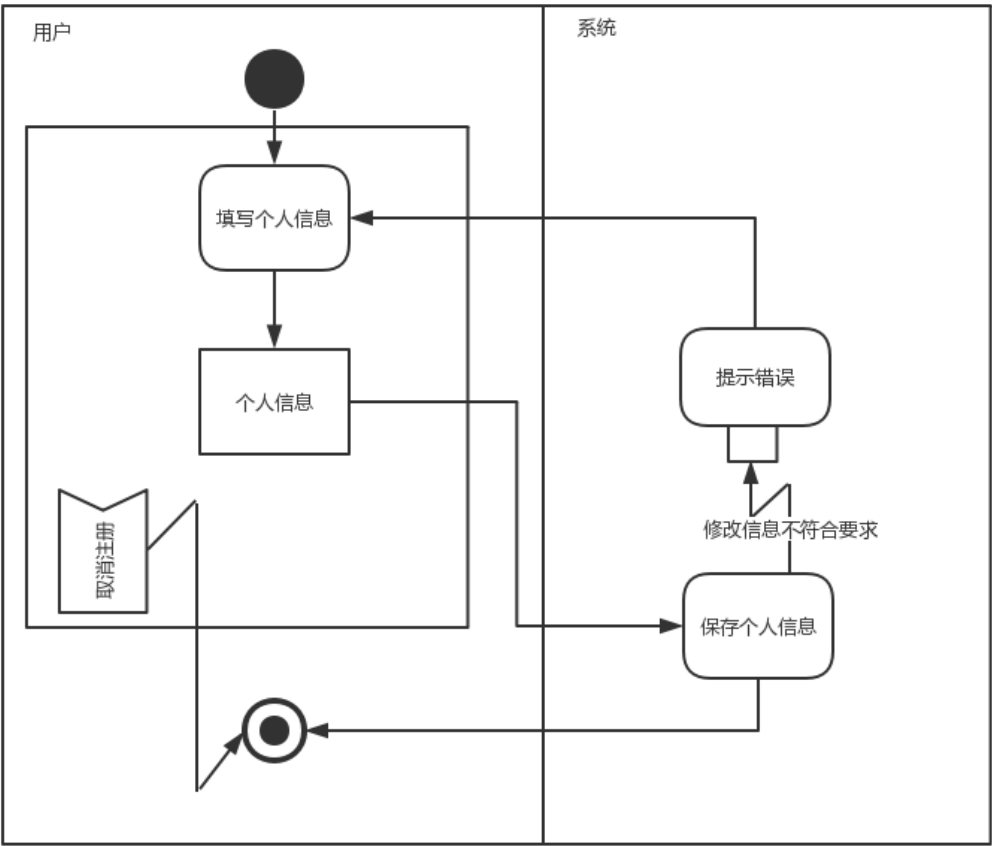 用户
系统
填写个人信息
提示错误
个人信息
修改信息不符合要求
取消注册
保存个人信息